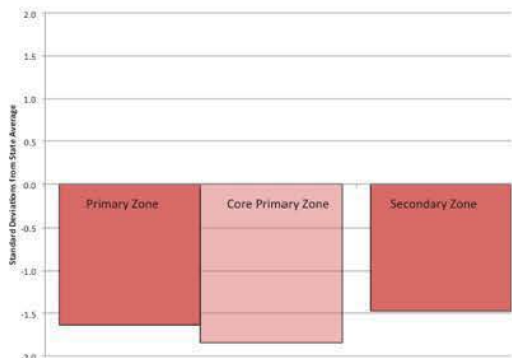 Standard Deviations from State Average
2.0
1.5
1.0
0.5
0.0
-0.5
-1.0
-1.5
-2.0
Primary Zone
Core Primary Zone
Secondary Zone